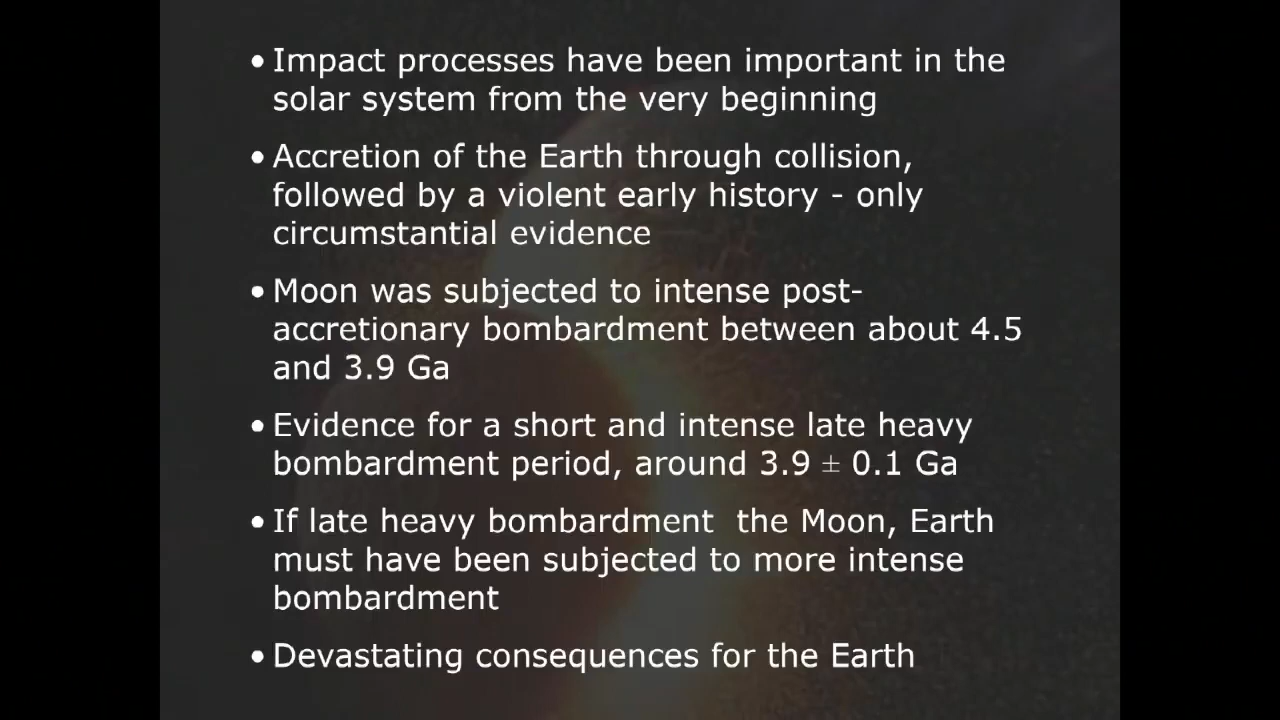 • Impact processes have been important in the
solar system from the very beginning
• Accretion of the Earth through collision,
followed by a violent early history - only
circumstantial evidence
• Moon was subjected to intense post-
accretionary bombardment between about 4.5
and 3.9 Ga
• Evidence for a short and intense late heavy
bombardment period, around 3.9 ± 0.1 Ga
• If late heavy bombardment  the Moon, Earth
must have been subjected to more intense
bombardment
• Devastating consequences for the Earth